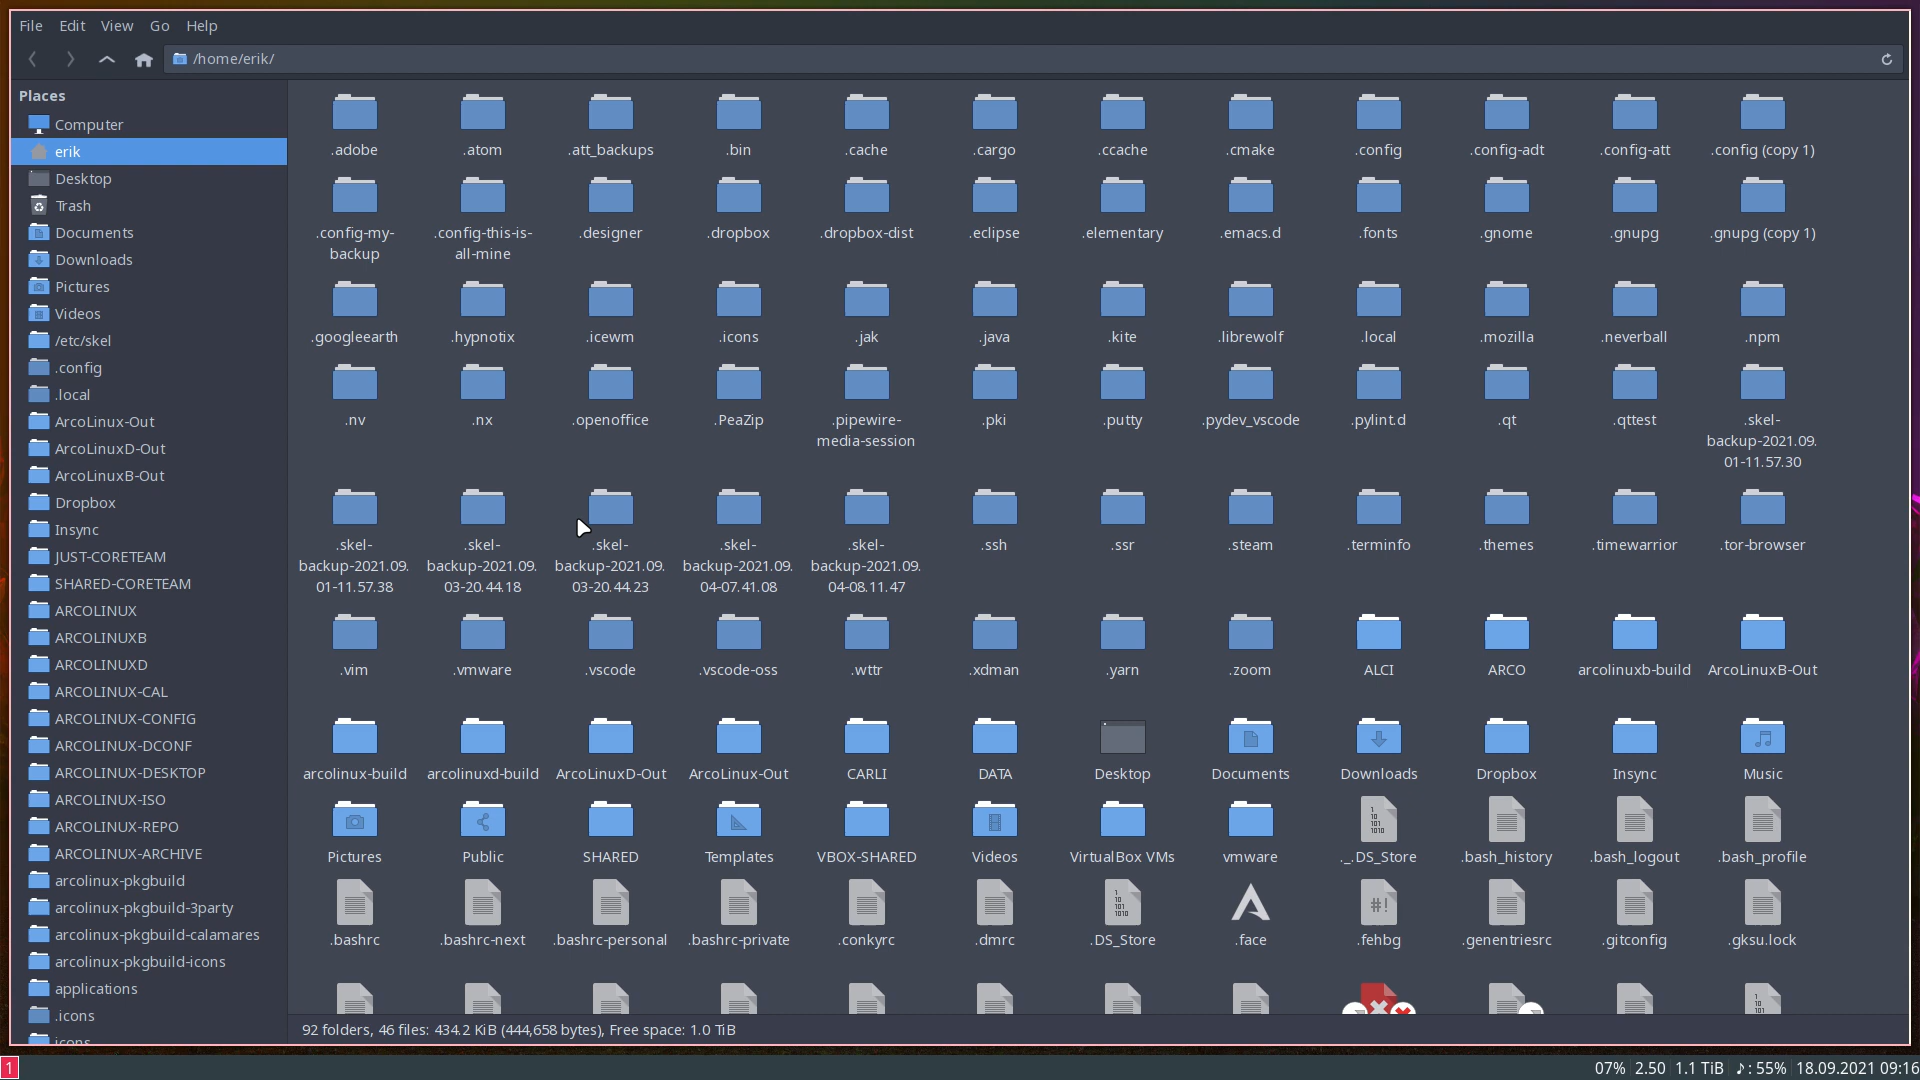 File Edit View Go Help
/home/erik/
Places
Computer
erik
Desktop
Trash
Documents
Downloads
Pictures
Videos
/etc/skel
.config
.local
ArcoLinux-Out
ArcoLinuxD-Out
ArcoLinuxB-Out
Dropbox
Insync
JUST-CORETEAM
SHARED-CORETEAM
ARCOLINUX
ARCOLINUXB
ARCOLINUXD
ARCOLINUX-CAL
ARCOLINUX-CONFIG
ARCOLINUX-DCONF
ARCOLINUX-DESKTOP
ARCOLINUX-ISO
ARCOLINUX-REPO
ARCOLINUX-ARCHIVE
arcolinux-pkgbuild
arcolinux-pkgbuild-3party
arcolinux-pkgbuild-calamares
arcolinux-pkgbuild-icons
applications
.icons
icons
.adobe .atom .att_backups .bin .cache .cargo .ccache .cmake .config .config-adt .config-att .config (copy 1)
.config-my- .config-this-is- .designer .dropbox .dropbox-dist .eclipse .elementary .emacs.d .fonts .gnome .gnupg .gnupg (copy 1)
backup all-mine
.googleearth .hypnotix .icewm .icons .jak .java .kite .librewolf .local .mozilla .neverball .npm
.nv .nx .openoffice .PeaZip .pipewire- .pki .putty .pydev_vscode .pylint.d .qt .qttest .skel-
media-session backup-2021.09.
01-11.57.30
.skel- .skel- .skel- .skel- .skel- .ssh .ssr .steam .terminfo .themes .timewarrior .tor-browser
backup-2021.09. backup-2021.09. backup-2021.09. backup-2021.09. backup-2021.09.
01-11.57.38 03-20.44.18 03-20.44.23 04-07.41.08 04-08.11.47
.vim .vmware .vscode .vscode-oss .wttr .xdman .yarn .zoom ALCI ARCO arcolinuxb-build ArcoLinuxB-Out
arcolinux-build arcolinuxd-build ArcoLinuxD-Out ArcoLinux-Out CARLI DATA Desktop Documents Downloads Dropbox Insync Music
Pictures Public SHARED Templates VBOX-SHARED Videos VirtualBox VMs vmware ._.DS_Store .bash_history .bash_logout .bash_profile
.bashrc .bashrc-next .bashrc-personal .bashrc-private .conkyrc .dmrc .DS_Store .face .fehbg .genentriesrc .gitconfig .gksu.lock
92 folders, 46 files: 434.2 KiB (444,658 bytes), Free space: 1.0 TiB
1 07% 2.50 1.1 TiB ♪: 55% 18.09.2021 09:16